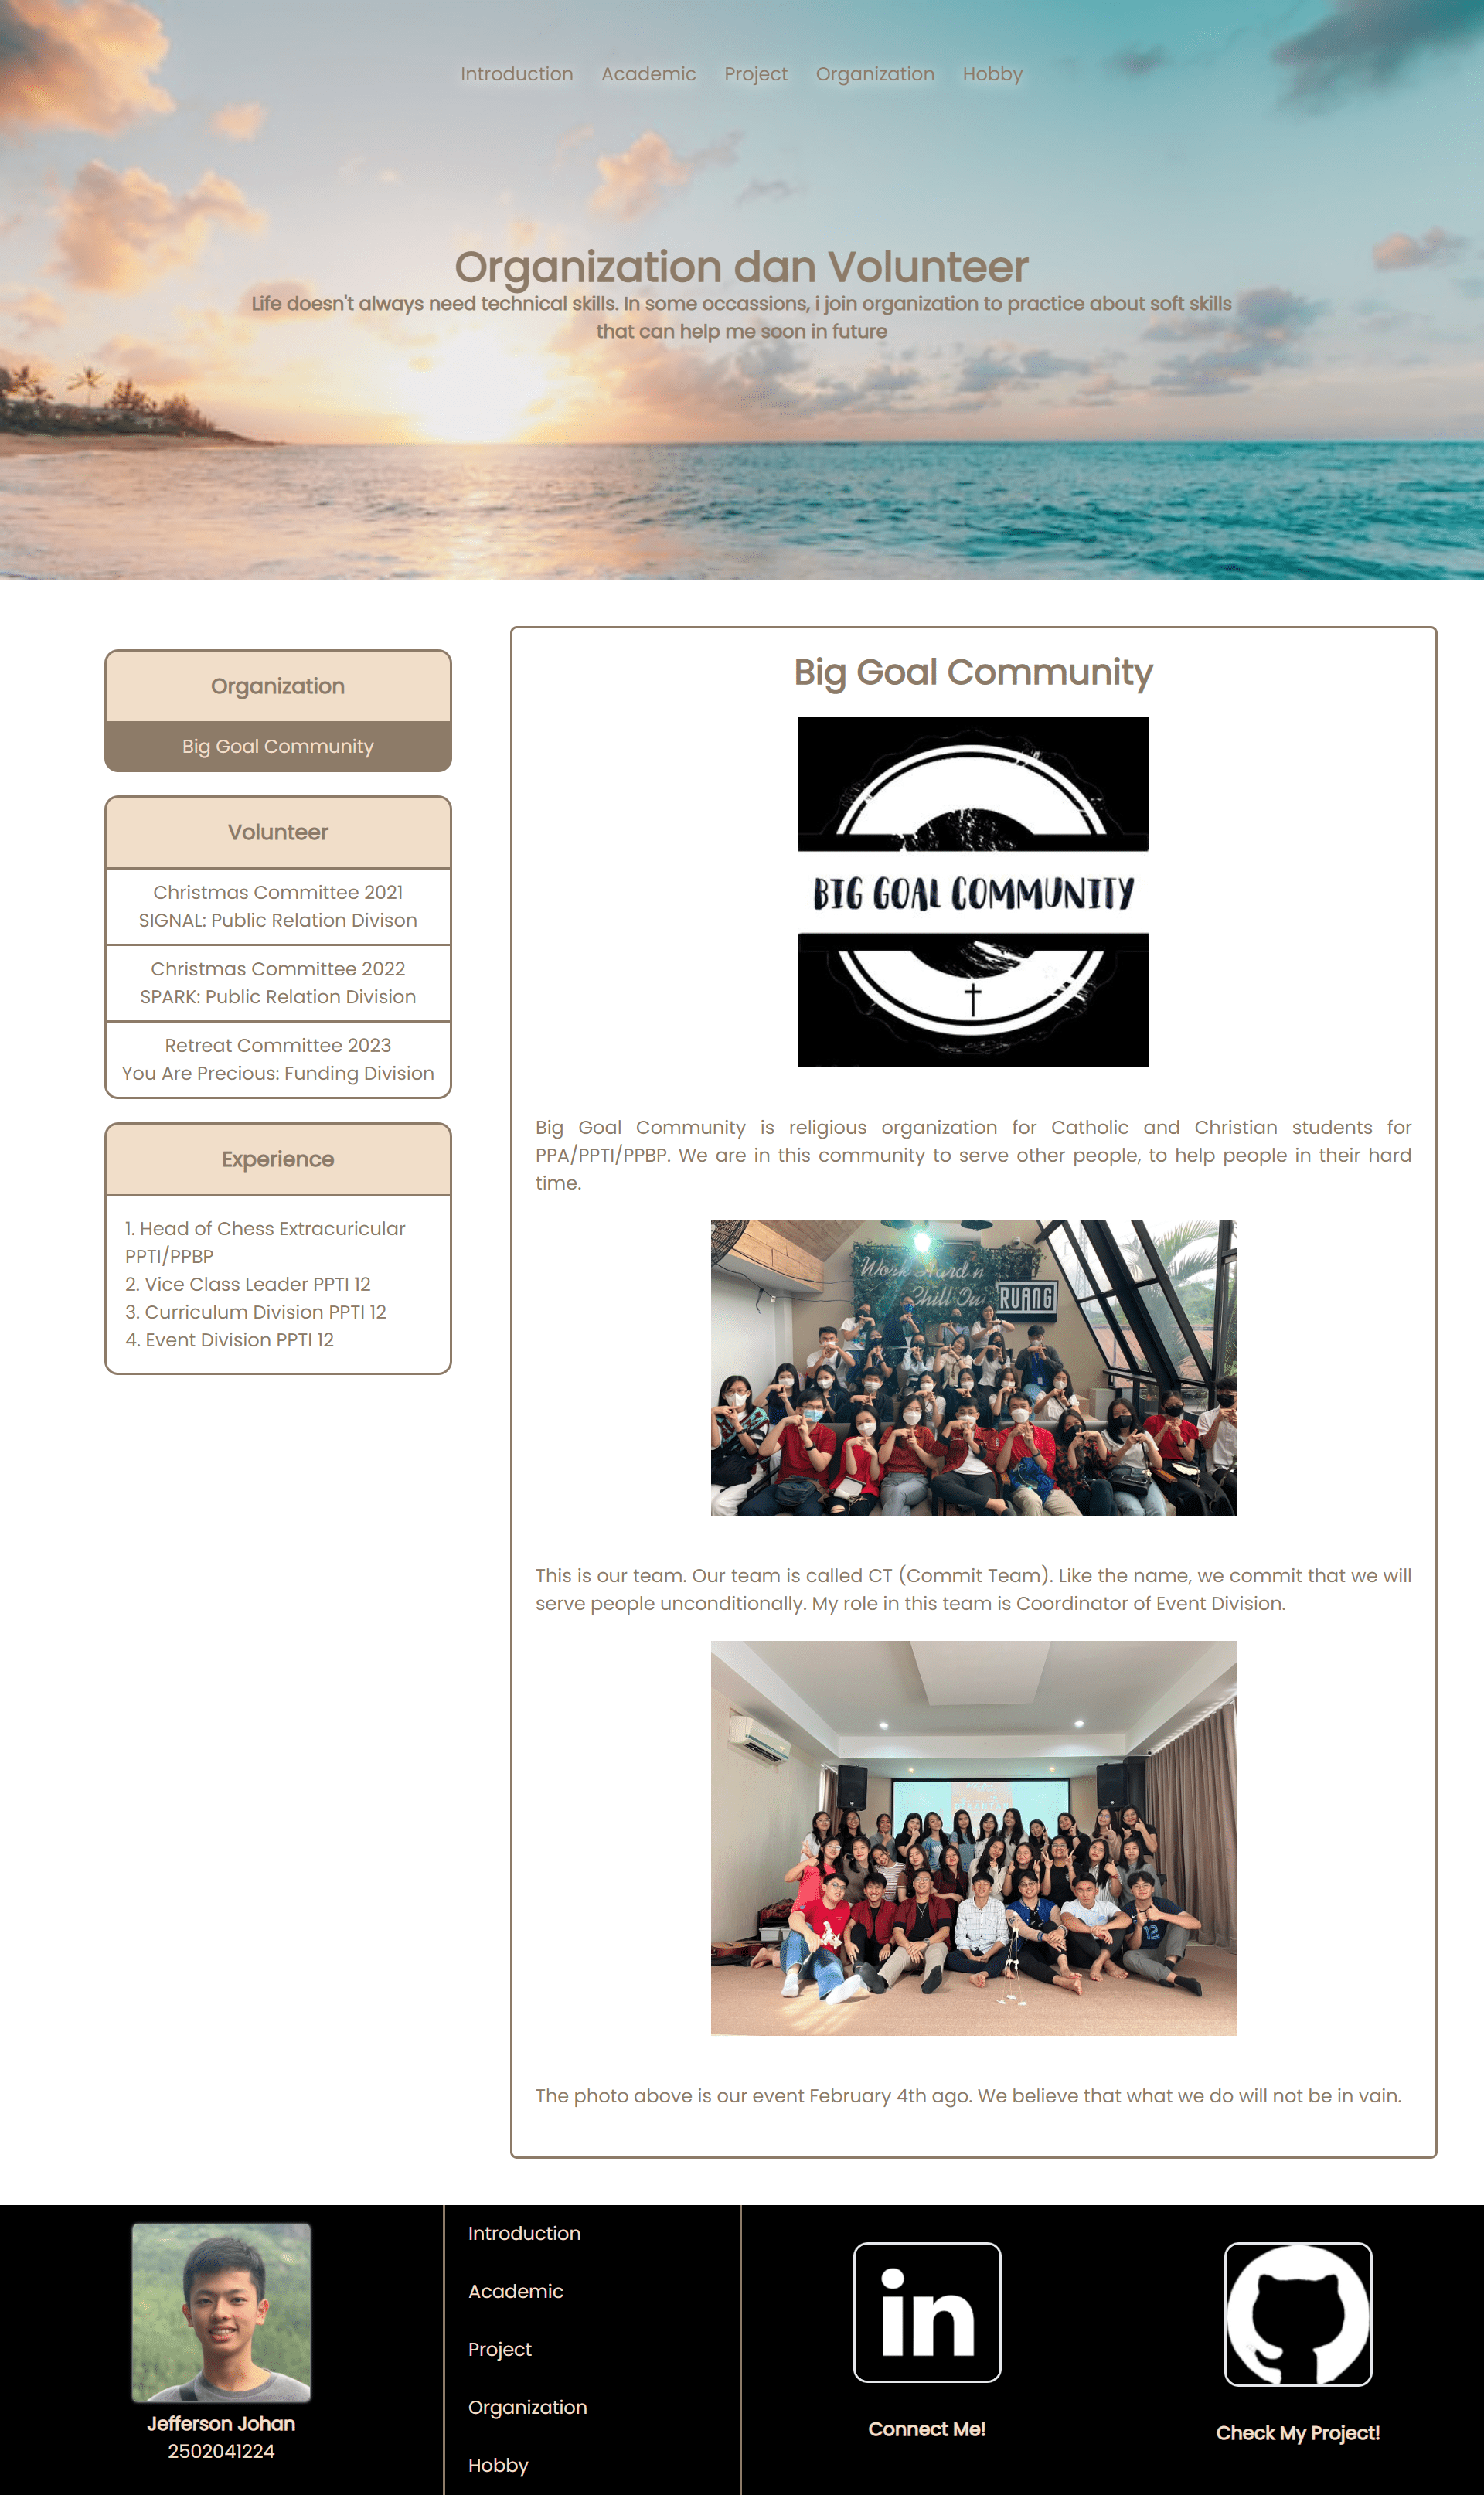 Introduction Academic Project Organization Hobby
Organization dan Volunteer
Life doesn't always need technical skills. In some occassions, i join organization to practice about soft skills
that can help me soon in future
Organization
Big Goal Community
Volunteer
Christmas Committee 2021
SIGNAL: Public Relation Divison
Christmas Committee 2022
SPARK: Public Relation Division
Retreat Committee 2023
You Are Precious: Funding Division
Experience
1. Head of Chess Extracuricular
PPTI/PPBP
2. Vice Class Leader PPTI 12
3. Curriculum Division PPTI 12
4. Event Division PPTI 12
Big Goal Community
BIG GOAL COMMUNITY
Big Goal Community is religious organization for Catholic and Christian students for
PPA/PPTI/PPBP. We are in this community to serve other people, to help people in their hard
time.
Work Hard n
Chill Out
RUANG
This is our team. Our team is called CT (Commit Team). Like the name, we commit that we will
serve people unconditionally. My role in this team is Coordinator of Event Division.
12
The photo above is our event February 4th ago. We believe that what we do will not be in vain.
Jefferson Johan
2502041224
Introduction
Academic
Project
Organization
Hobby
in
Connect Me!
Check My Project!